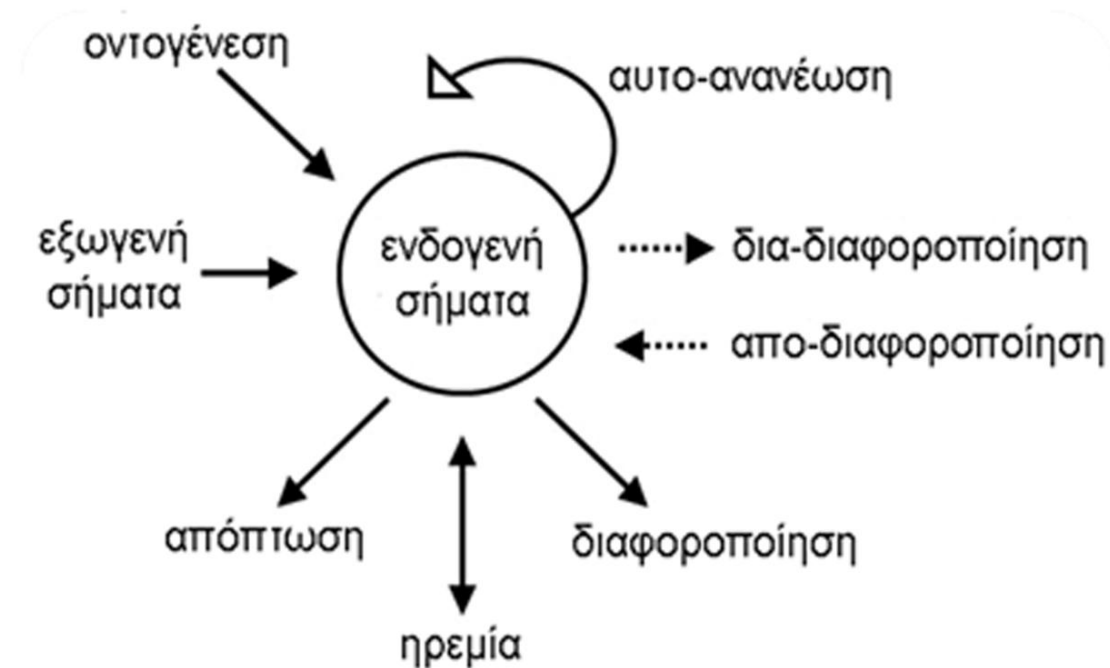 οντογένεση
αυτο-ανανέωση
εξωγενή
σήματα
ενδογενή
σήματα
δια-διαφοροποίηση
απο-διαφοροποίηση
απόπτωση
διαφοροποίηση
ηρεμία